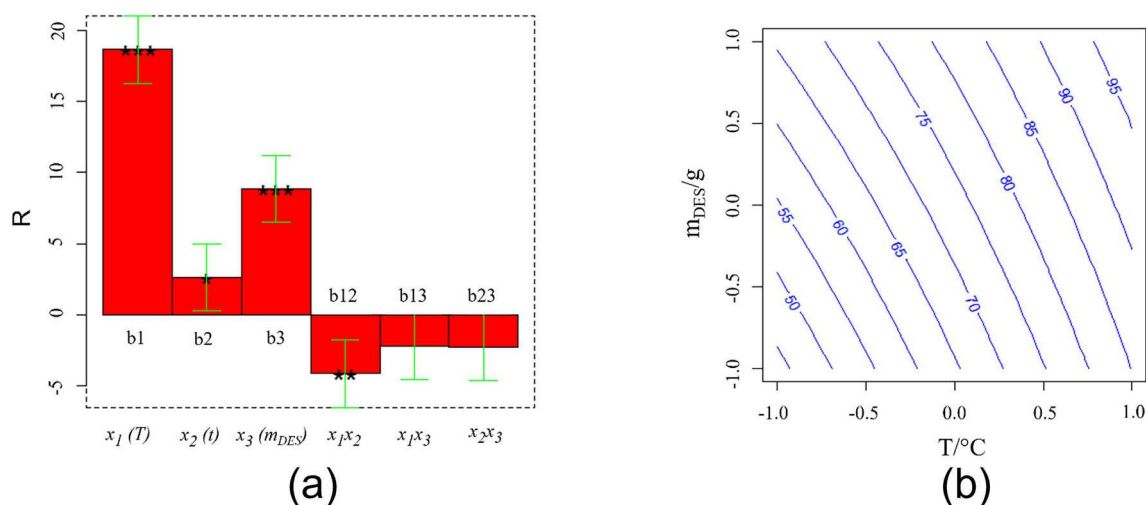 20
15
10
5
0
-5
R
***
*
***
**
b1
b2
b3
b12
b13
b23
x1 (T)
x2 (t)
x3 (mDES)
x1x2
x1x3
x2x3
(a)
1.0
0.5
0.0
-0.5
-1.0
mDES/g
50
55
60
65
70
75
80
85
90
95
-1.0
-0.5
0.0
0.5
1.0
T/°C
(b)